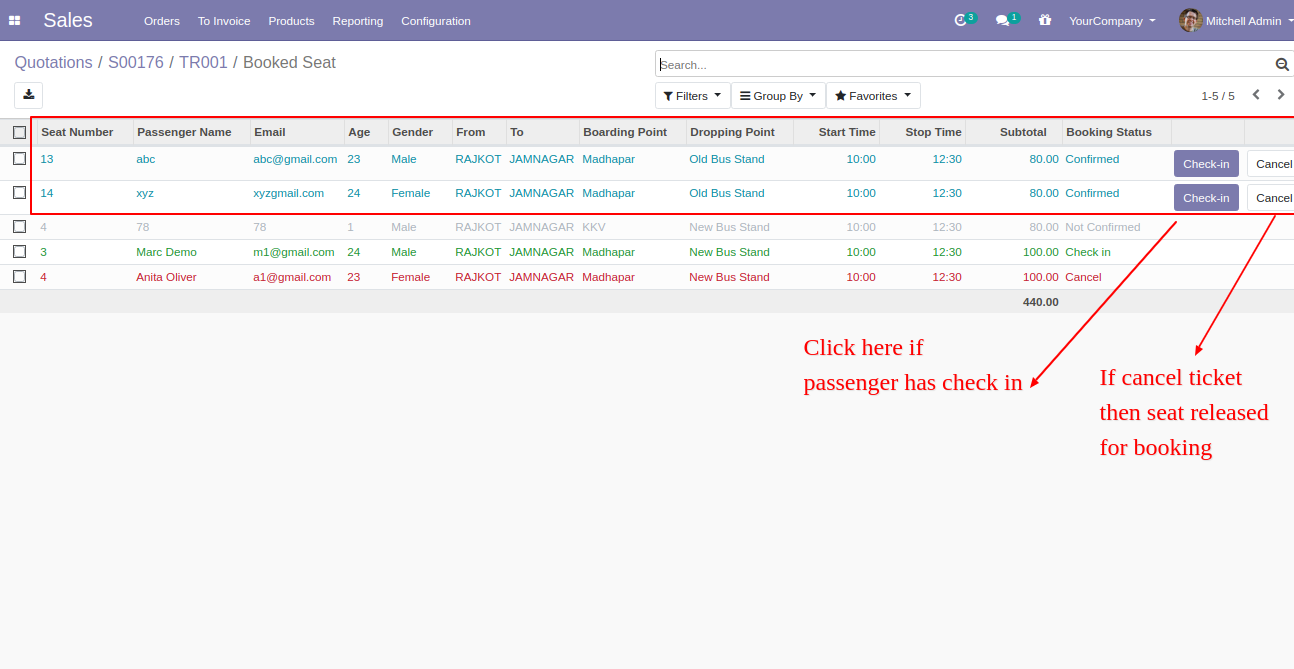 Sales Orders To Invoice Products Reporting Configuration 3 1 YourCompany Mitchell Admin
Quotations / S00176 / TR001 / Booked Seat
Search...
Filters Group By Favorites 1-5 / 5
Seat Number Passenger Name Email Age Gender From To Boarding Point Dropping Point Start Time Stop Time Subtotal Booking Status
13 abc abc@gmail.com 23 Male RAJKOT JAMNAGAR Madhapar Old Bus Stand 10:00 12:30 80.00 Confirmed Check-in Cancel
14 xyz xyzgmail.com 24 Female RAJKOT JAMNAGAR Madhapar Old Bus Stand 10:00 12:30 80.00 Confirmed Check-in Cancel
4 78 78 1 Male RAJKOT JAMNAGAR KKV New Bus Stand 10:00 12:30 80.00 Not Confirmed
3 Marc Demo m1@gmail.com 24 Male RAJKOT JAMNAGAR Madhapar New Bus Stand 10:00 12:30 100.00 Check in
4 Anita Oliver a1@gmail.com 23 Female RAJKOT JAMNAGAR Madhapar New Bus Stand 10:00 12:30 100.00 Cancel
440.00
Click here if
passenger has check in
If cancel ticket
then seat released
for booking